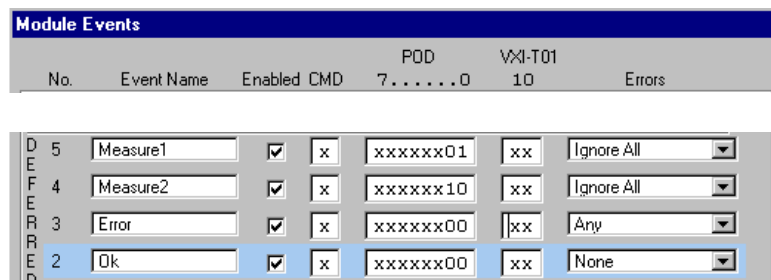 Module Events
POD VXI-T01
No. Event Name Enabled CMD 7......0 10 Errors
5 Measure1 x xxxxxx01 xx Ignore All
4 Measure2 x xxxxxx10 xx Ignore All
3 Error x xxxxxx00 xx Any
2 Ok x xxxxxx00 xx None
D
E
F
E
R
R
E
D